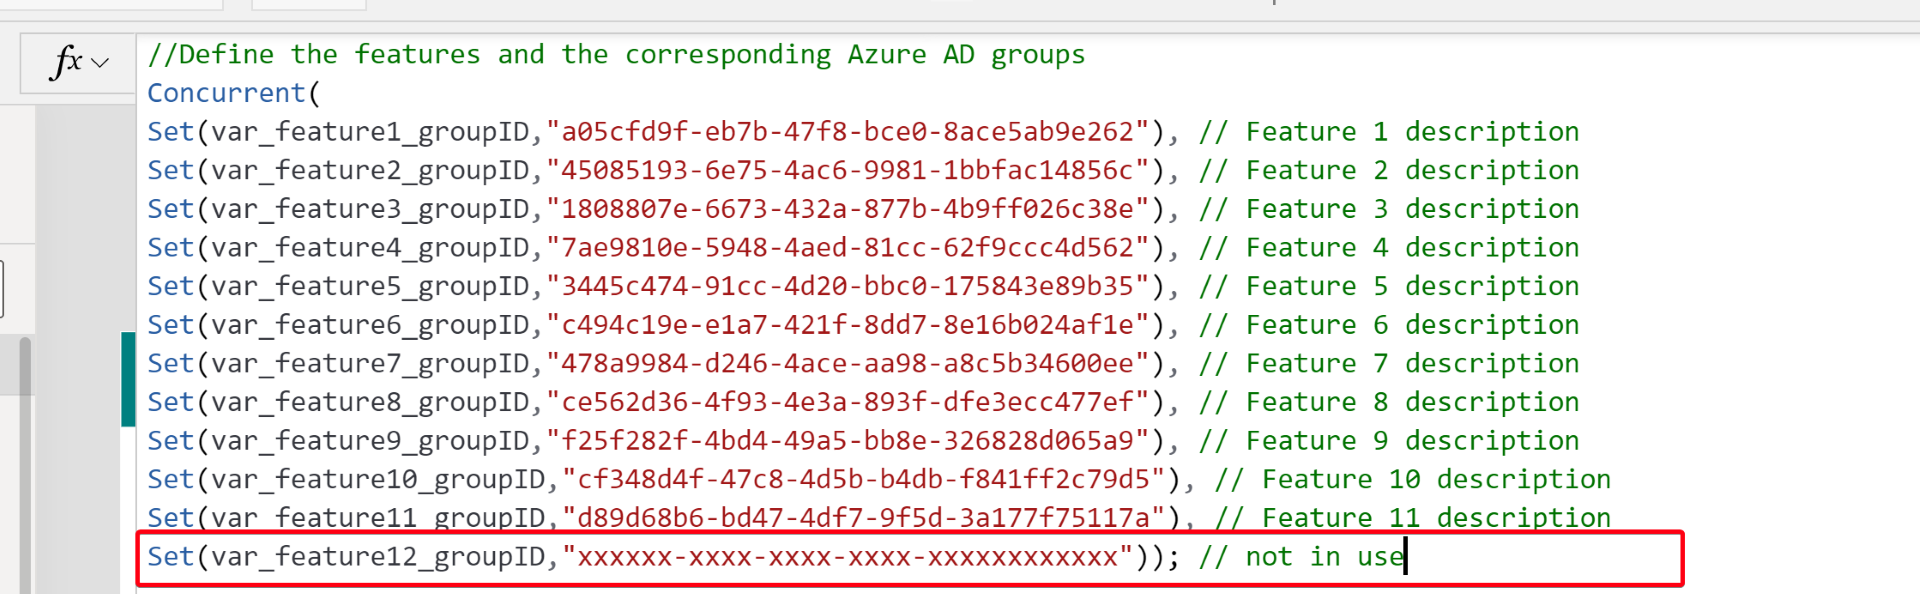 fx
//Define the features and the corresponding Azure AD groups
Concurrent(
Set(var_feature1_groupID,"a05cfd9f-eb7b-47f8-bce0-8ace5ab9e262"), // Feature 1 description
Set(var_feature2_groupID,"45085193-6e75-4ac6-9981-1bbfac14856c"), // Feature 2 description
Set(var_feature3_groupID,"1808807e-6673-432a-877b-4b9ff026c38e"), // Feature 3 description
Set(var_feature4_groupID,"7ae9810e-5948-4aed-81cc-62f9ccc4d562"), // Feature 4 description
Set(var_feature5_groupID,"3445c474-91cc-4d20-bbc0-175843e89b35"), // Feature 5 description
Set(var_feature6_groupID,"c494c19e-e1a7-421f-8dd7-8e16b024af1e"), // Feature 6 description
Set(var_feature7_groupID,"478a9984-d246-4ace-aa98-a8c5b34600ee"), // Feature 7 description
Set(var_feature8_groupID,"ce562d36-4f93-4e3a-893f-dfe3ecc477ef"), // Feature 8 description
Set(var_feature9_groupID,"f25f282f-4bd4-49a5-bb8e-326828d065a9"), // Feature 9 description
Set(var_feature10_groupID,"cf348d4f-47c8-4d5b-b4db-f841ff2c79d5"), // Feature 10 description
Set(var_feature11_groupID,"d89d68b6-bd47-4df7-9f5d-3a177f75117a"), // Feature 11 description
Set(var_feature12_groupID,"xxxxxx-xxxx-xxxx-xxxx-xxxxxxxxxxxx")); // not in use